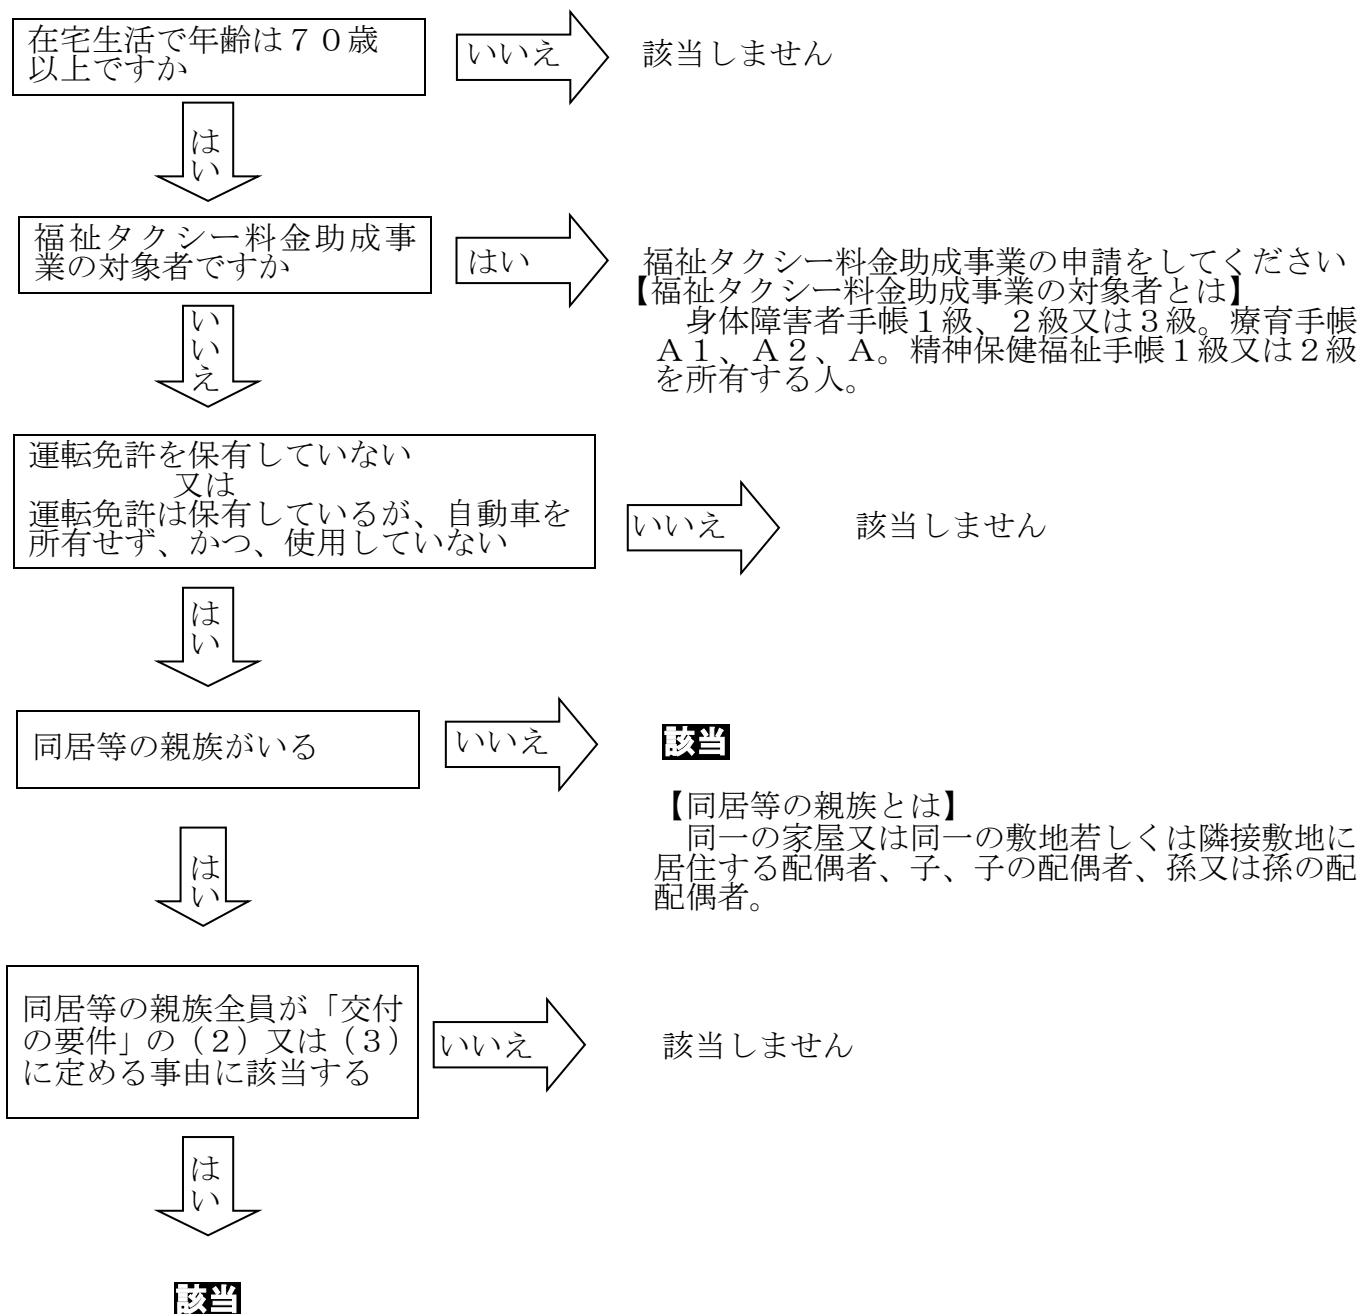 在宅生活で年齢は７０歳
以上ですか
いいえ
該当しません
はい
福祉タクシー料金助成事
業の対象者ですか
はい
福祉タクシー料金助成事業の申請をしてください
【福祉タクシー料金助成事業の対象者とは】
身体障害者手帳１級、２級又は３級。療育手帳
Ａ１、Ａ２、Ａ。精神保健福祉手帳１級又は２級
を所有する人。
いいえ
運転免許を保有していない
又は
運転免許は保有しているが、自動車を
所有せず、かつ、使用していない
いいえ
該当しません
はい
同居等の親族がいる
いいえ
該当
【同居等の親族とは】
同一の家屋又は同一の敷地若しくは隣接敷地に
居住する配偶者、子、子の配偶者、孫又は孫の配
配偶者。
はい
同居等の親族全員が「交付
の要件」の（２）又は（３）
に定める事由に該当する
いいえ
該当しません
はい
該当